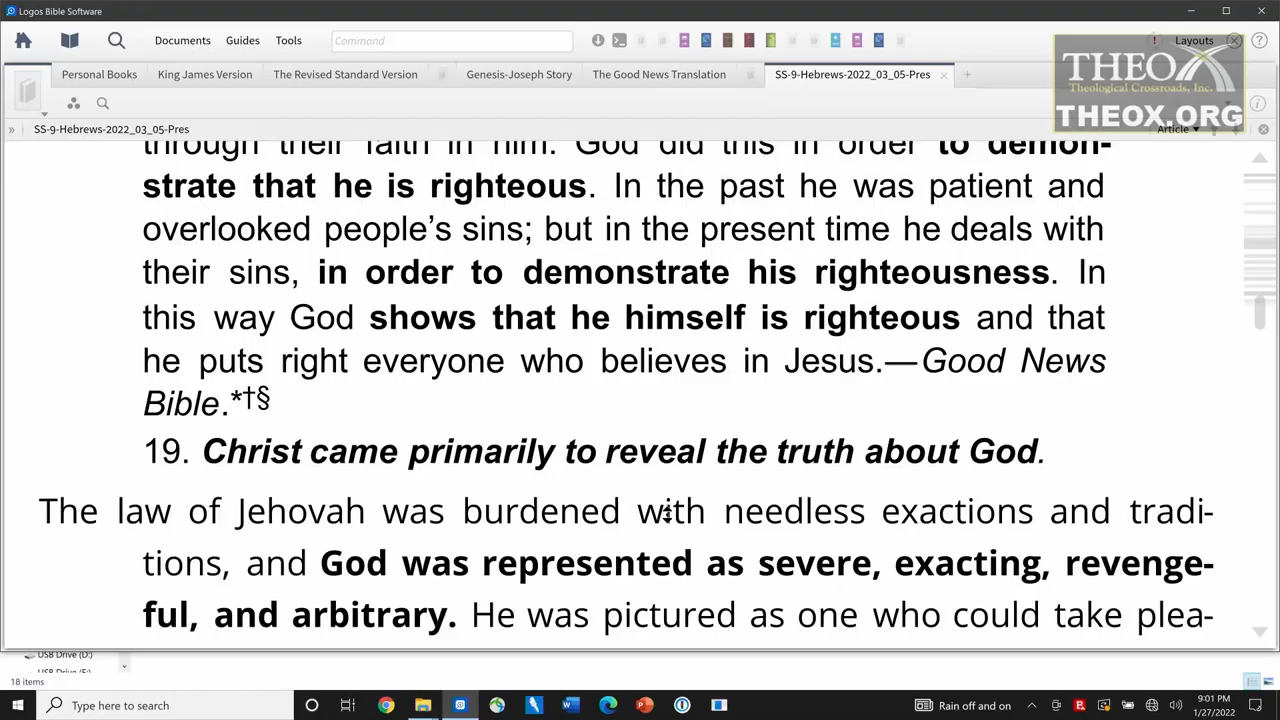 Logos Bible Software
Documents Guides Tools Command Layouts
Personal Books King James Version The Revised Standard Version Genesis-Joseph Story The Good News Translation SS-9-Hebrews-2022_03_05-Pres
THEOX
Theological Crossroads, Inc.
THEOX.ORG
» SS-9-Hebrews-2022_03_05-Pres Article
through their faith in him. God did this in order to demon-
strate that he is righteous. In the past he was patient and
overlooked people’s sins; but in the present time he deals with
their sins, in order to demonstrate his righteousness. In
this way God shows that he himself is righteous and that
he puts right everyone who believes in Jesus.—Good News
Bible.*†§
19. Christ came primarily to reveal the truth about God.
The law of Jehovah was burdened with needless exactions and tradi-
tions, and God was represented as severe, exacting, revenge-
ful, and arbitrary. He was pictured as one who could take plea-
USB Drive (D:)
USB Drive (E:)
18 items
Type here to search Rain off and on 9:01 PM
1/27/2022